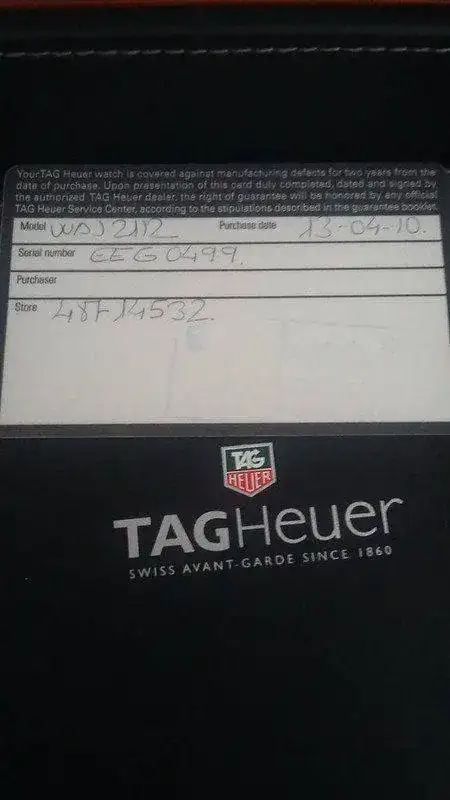 Your TAG Heuer watch is covered against manufacturing defects for two years from the
date of purchase. Upon presentation of this card duly completed, dated and signed by
the authorized TAG Heuer dealer, the right of guarantee will be honored by any official
TAG Heuer Service Center, according to the stipulations described in the guarantee booklet.
Model WAJ2112 Purchase date 13-04-10.
Serial number EEG0499.
Purchaser
Store
TAG
HEUER
TAGHeuer
SWISS AVANT-GARDE SINCE 1860